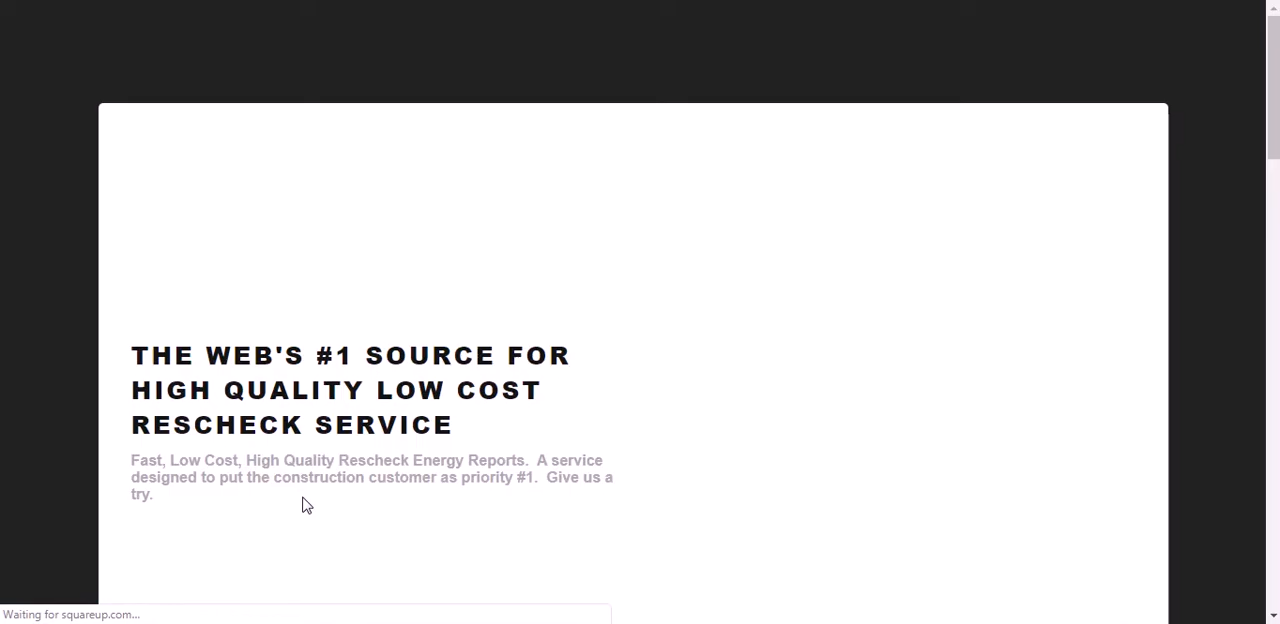 THE WEB'S #1 SOURCE FOR
HIGH QUALITY LOW COST
RESCHECK SERVICE
Fast, Low Cost, High Quality Rescheck Energy Reports.  A service
designed to put the construction customer as priority #1.  Give us a
try.
Waiting for squareup.com...